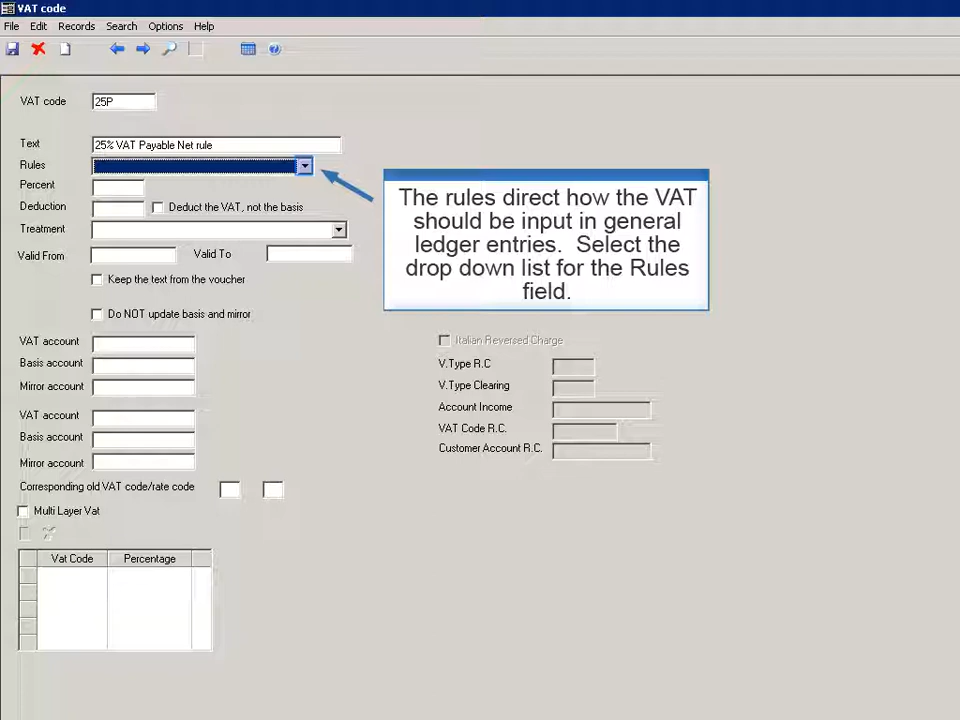 VAT code
File Edit Records Search Options Help
VAT code 25P
Text 25% VAT Payable Net rule
Rules
Percent
Deduction Deduct the VAT, not the basis
Treatment
Valid From Valid To
Keep the text from the voucher
Do NOT update basis and mirror
The rules direct how the VAT
should be input in general
ledger entries. Select the
drop down list for the Rules
field.
VAT account
Basis account
Mirror account
VAT account
Basis account
Mirror account
Corresponding old VAT code/rate code
Multi Layer Vat
Vat Code Percentage
Italian Reversed Charge
V.Type R.C
V.Type Clearing
Account Income
VAT Code R.C.
Customer Account R.C.